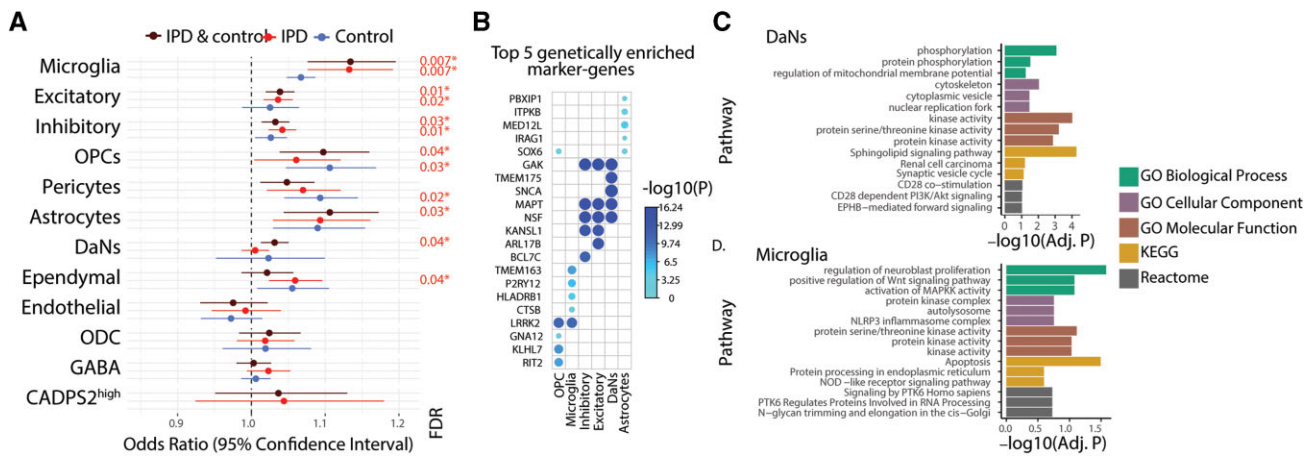 A
IPD & control
IPD
Control
Microglia
Excitatory
Inhibitory
OPCs
Pericytes
Astrocytes
DaNs
Ependymal
Endothelial
ODC
GABA
CADPS2high
0.007*
0.007*
0.01*
0.02*
0.03*
0.01*
0.04*
0.03*
0.02*
0.03*
0.04*
0.04*
FDR
0.9
1.0
1.1
1.2
Odds Ratio (95% Confidence Interval)
B
Top 5 genetically enriched
marker-genes
PBXIP1
ITPKB
MED12L
IRAG1
SOX6
GAK
TMEM175
SNCA
MAPT
NSF
KANSL1
ARL17B
BCL7C
TMEM163
P2RY12
HLADRB1
CTSB
LRRK2
GNA12
KLHL7
RIT2
OPC
Microglia
Inhibitory
Excitatory
DaNs
Astrocytes
-log10(P)
16.24
12.99
9.74
6.5
3.25
0
C
DaNs
Pathway
phosphorylation
protein phosphorylation
regulation of mitochondrial membrane potential
cytoskeleton
cytoplasmic vesicle
nuclear replication fork
kinase activity
protein serine/threonine kinase activity
protein kinase activity
Sphingolipid signaling pathway
Renal cell carcinoma
Synaptic vesicle cycle
CD28 co−stimulation
CD28 dependent PI3K/Akt signaling
EPHB−mediated forward signaling
0 1 2 3 4
−log10(Adj. P)
D.
Microglia
Pathway
regulation of neuroblast proliferation
positive regulation of Wnt signaling pathway
activation of MAPKK activity
protein kinase complex
autolysosome
NLRP3 inflammasome complex
protein serine/threonine kinase activity
protein kinase activity
kinase activity
Apoptosis
Protein processing in endoplasmic reticulum
NOD −like receptor signaling pathway
Signaling by PTK6 Homo sapiens
PTK6 Regulates Proteins Involved in RNA Processing
N−glycan trimming and elongation in the cis−Golgi
0.0 0.5 1.0 1.5
−log10(Adj. P)
GO Biological Process
GO Cellular Component
GO Molecular Function
KEGG
Reactome